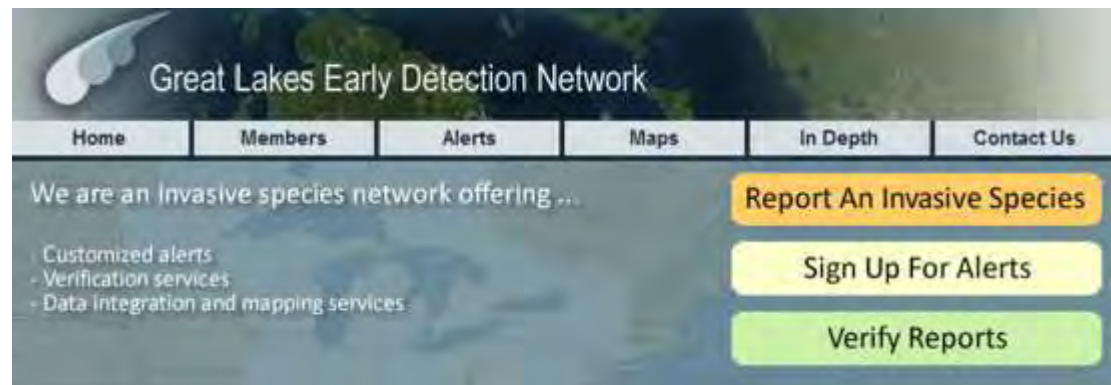 Great Lakes Early Detection Network
Home Members Alerts Maps In Depth Contact Us
We are an invasive species network offering ...
- Customized alerts
- Verification services
- Data integration and mapping services
Report An Invasive Species
Sign Up For Alerts
Verify Reports